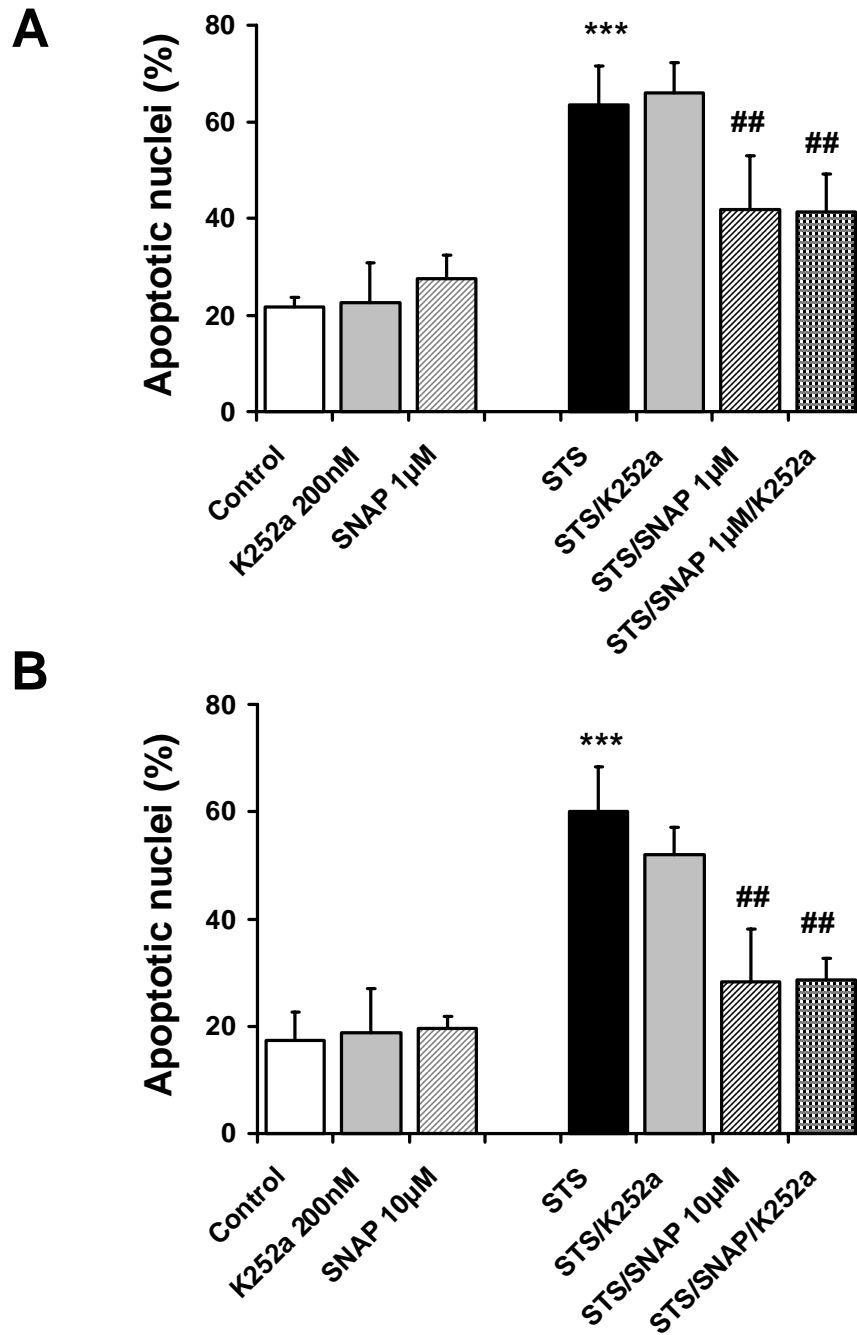 A
Apoptotic nuclei (%)
80
60
40
20
0
***
##
##
Control
K252a 200nM
SNAP 1µM
STS
STS/K252a
STS/SNAP 1µM
STS/SNAP 1µM/K252a
B
Apoptotic nuclei (%)
80
60
40
20
0
***
##
##
Control
K252a 200nM
SNAP 10µM
STS
STS/K252a
STS/SNAP 10µM
STS/SNAP/K252a